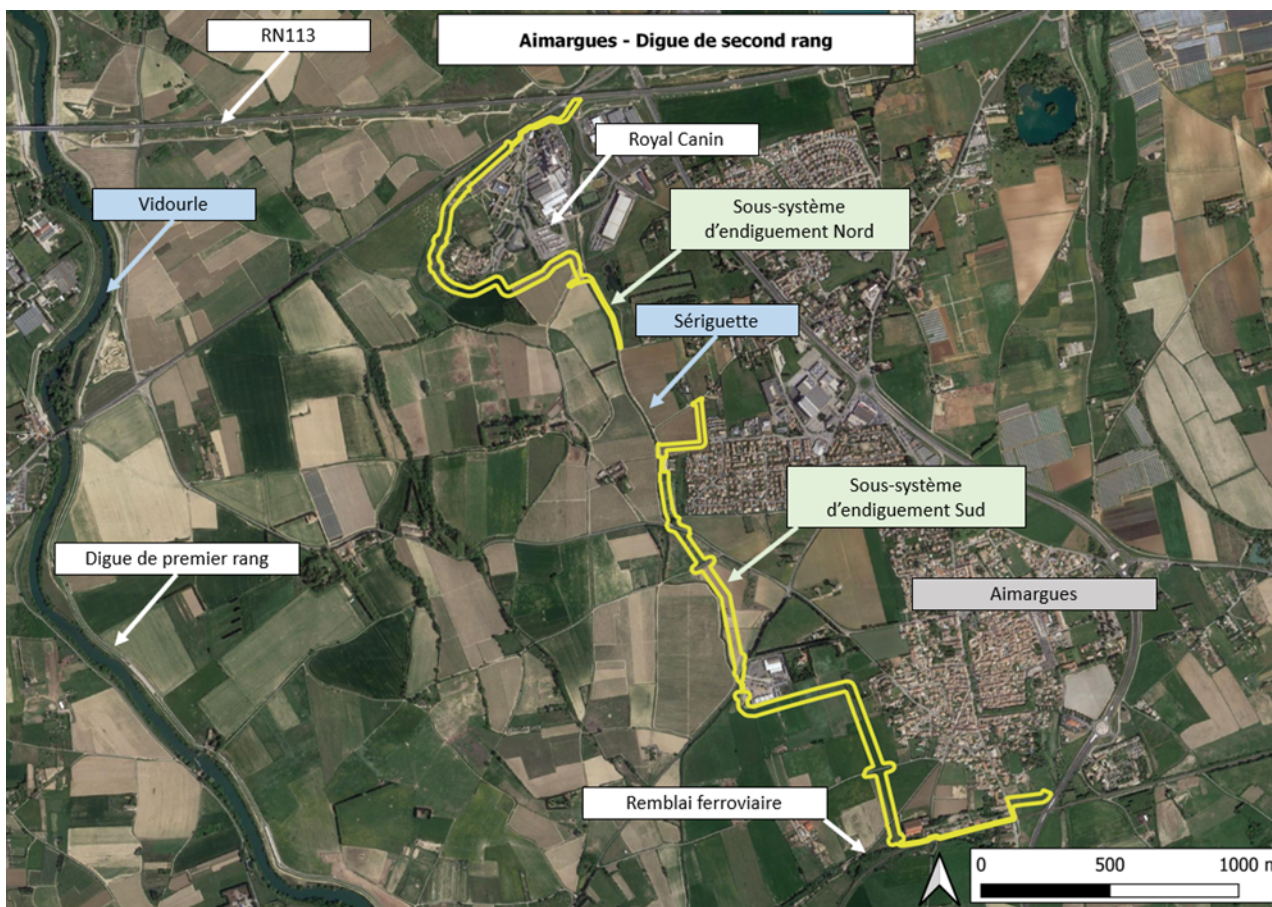 RN113
Aimargues - Digue de second rang
Royal Canin
Vidourle
Sous-système
d'endiguement Nord
Sériguette
Sous-système
d'endiguement Sud
Digue de premier rang
Aimargues
Remblai ferroviaire
0 500 1000 m